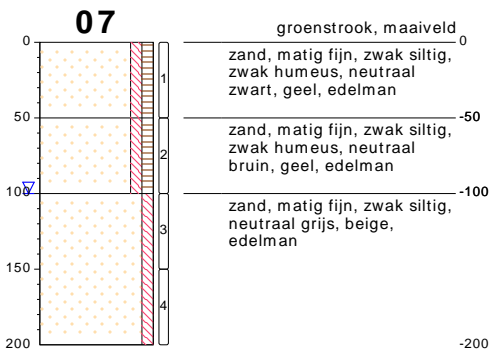 07
groenstrook, maaiveld
0
0
zand, matig fijn, zwak siltig,
zwak humeus, neutraal
zwart, geel, edelman
1
50
-50
zand, matig fijn, zwak siltig,
zwak humeus, neutraal
bruin, geel, edelman
2
100
-100
zand, matig fijn, zwak siltig,
neutraal grijs, beige,
edelman
3
150
4
200
-200